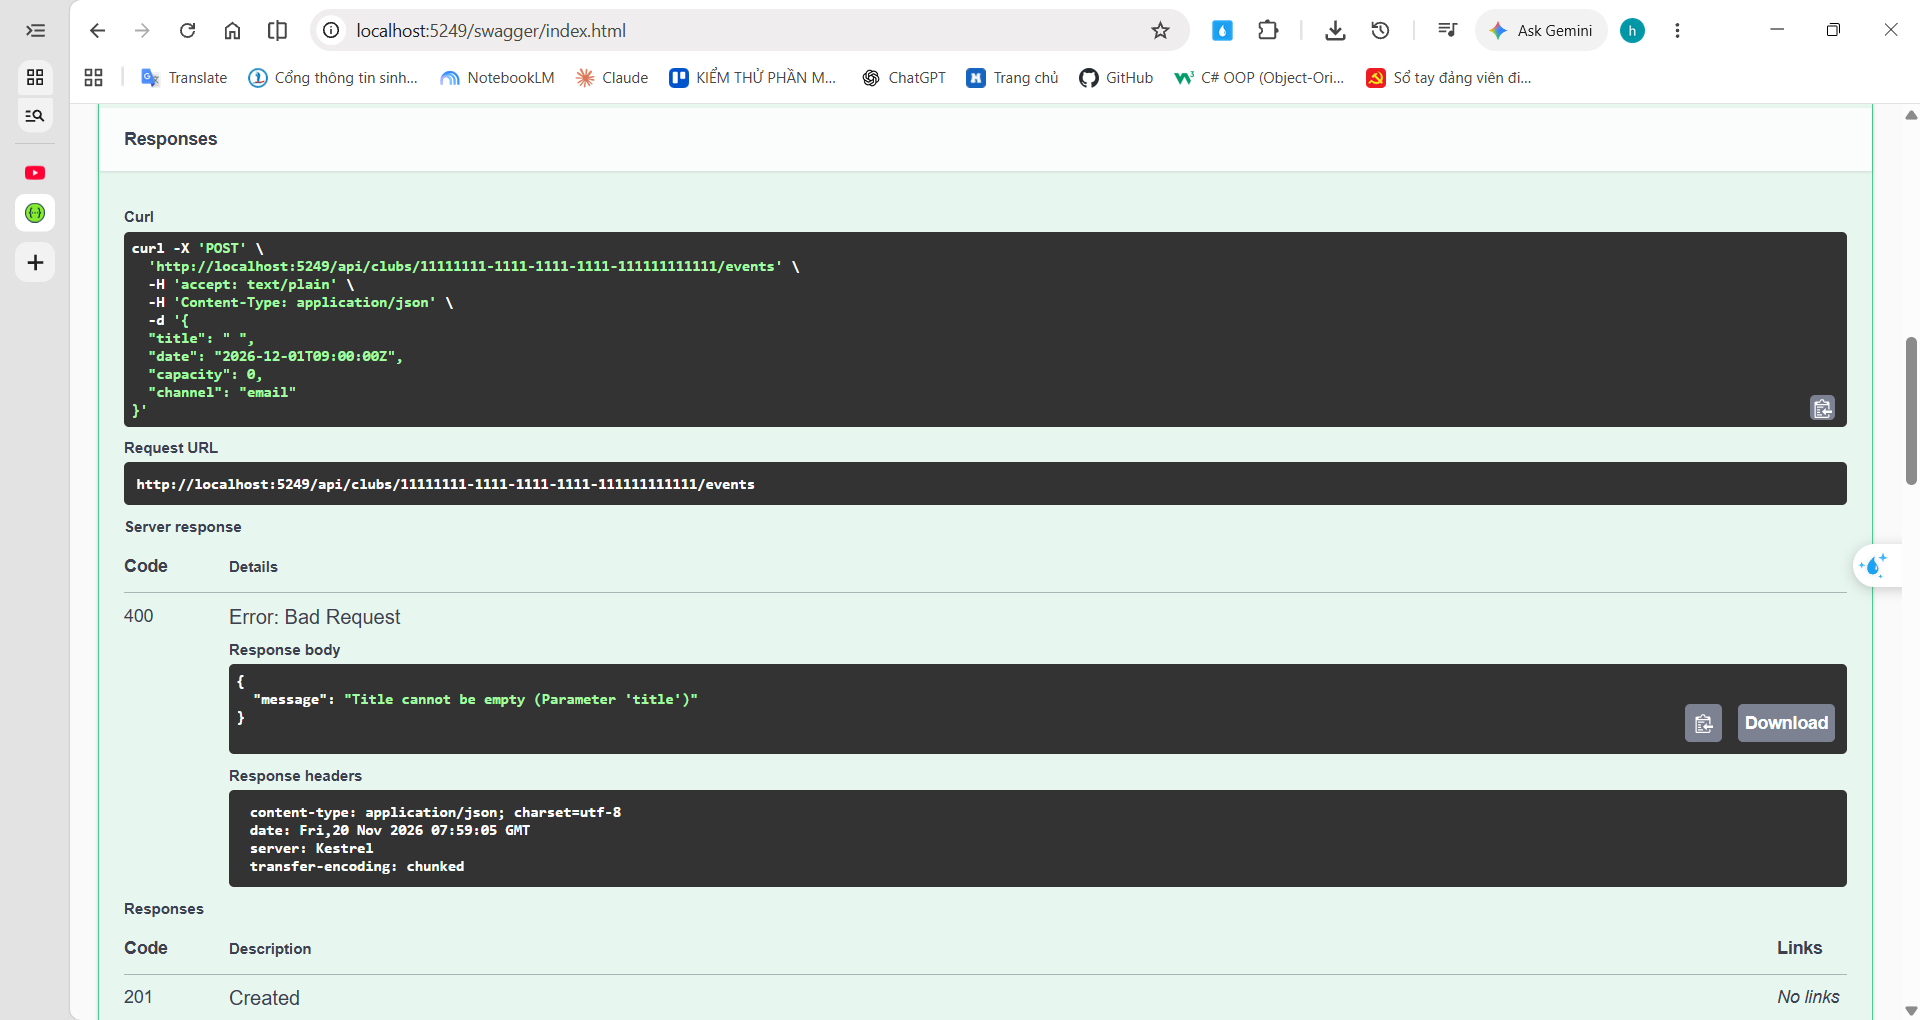 localhost:5249/swagger/index.html
Ask Gemini
h
Translate
Cổng thông tin sinh...
NotebookLM
Claude
KIỂM THỬ PHẦN M...
ChatGPT
Trang chủ
GitHub
C# OOP (Object-Ori...
Sổ tay đảng viên đi...
Responses
Curl
curl -X 'POST' \
'http://localhost:5249/api/clubs/11111111-1111-1111-1111-111111111111/events' \
-H 'accept: text/plain' \
-H 'Content-Type: application/json' \
-d '{
"title": " ",
"date": "2026-12-01T09:00:00Z",
"capacity": 0,
"channel": "email"
}'
Request URL
http://localhost:5249/api/clubs/11111111-1111-1111-1111-111111111111/events
Server response
Code Details
400 Error: Bad Request
Response body
{
"message": "Title cannot be empty (Parameter 'title')"
}
Download
Response headers
content-type: application/json; charset=utf-8
date: Fri,20 Nov 2026 07:59:05 GMT
server: Kestrel
transfer-encoding: chunked
Responses
Code Description Links
201 Created No links